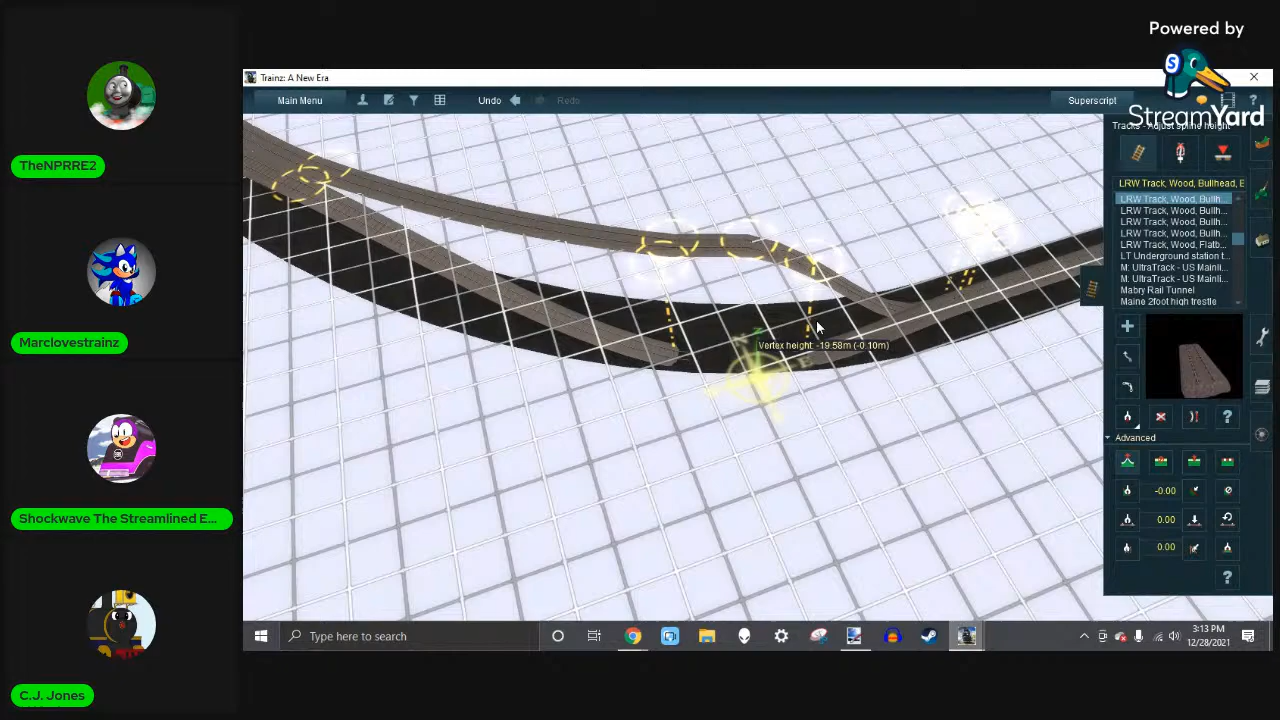 Powered by
StreamYard
TheNPRRE2
Marclovestrainz
Shockwave The Streamlined E...
C.J. Jones
Trainz: A New Era
Main Menu
Undo
Redo
Superscript
?
Tracks - Adjust spline height
LRW Track, Wood, Bullhead, E
LRW Track, Wood, Bullh...
LRW Track, Wood, Bullh...
LRW Track, Wood, Bullh...
LRW Track, Wood, Bullh...
LRW Track, Wood, Flatb...
LT Underground station t...
M: UltraTrack - US Mainli...
M: UltraTrack - US Mainli...
Mabry Rail Tunnel
Maine 2foot high trestle
Vertex height: -19.58m (-0.10m)
?
Advanced
-0.00
0.00
0.00
?
Type here to search
3:13 PM
12/28/2021